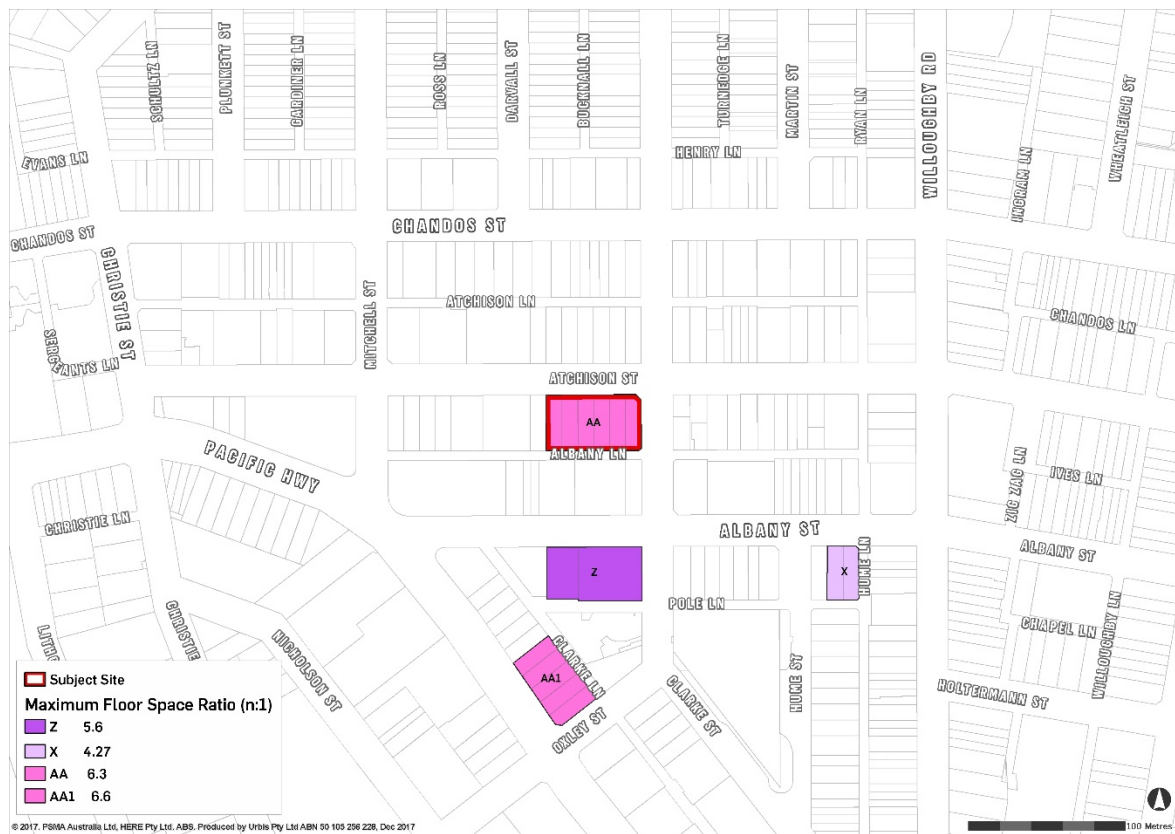 SCHULTZ LN
PLUNKETT ST
GARDINER LN
ROSS LN
DARVALL ST
BUCKNALL LN
TURNEDGE LN
MARTIN ST
RYAN LN
WILLOUGHBY RD
WHEATLEIGH ST
INGRAM LN
EVANS LN
HENRY LN
CHANDOS ST
CHANDOS ST
CHRISTIE ST
MITCHELL ST
ATCHISON LN
CHANDOS LN
SERGEANTS LN
ATCHISON ST
AA
ALBANY LN
PACIFIC HWY
CHRISTIE LN
ALBANY ST
ZIG ZAG LN
IVES LN
ALBANY ST
Z
X
HUME LN
POLE LN
CHAPEL LN
WILLOUGHBY LN
LITHO
CHRISTIE
NICHOLSON ST
CLARKE LN
AA1
OXLEY ST
CLARKE ST
HUME ST
HOLTERMANN ST
Subject Site
Maximum Floor Space Ratio (n:1)
Z 5.6
X 4.27
AA 6.3
AA1 6.6
© 2017. PSMA Australia Ltd, HERE Pty Ltd. ABS. Produced by Urbis Pty Ltd ABN 50 105 256 228, Dec 2017
100 Metres